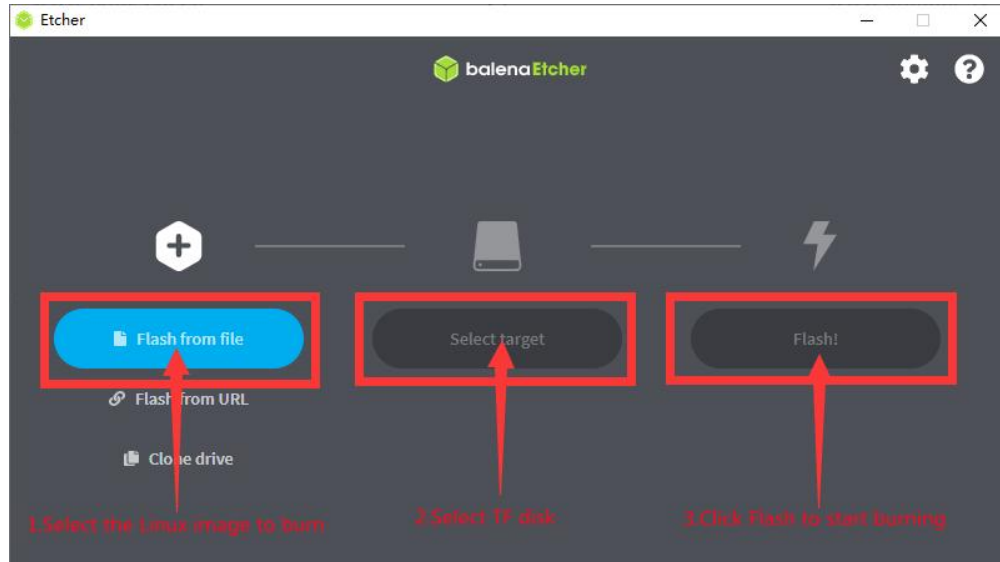 Etcher
balenaEtcher
Flash from file
Select target
Flash!
Flash from URL
Clone drive
1.Select the Linux image to burn
2.Select TF disk
3.Click Flash to start burning